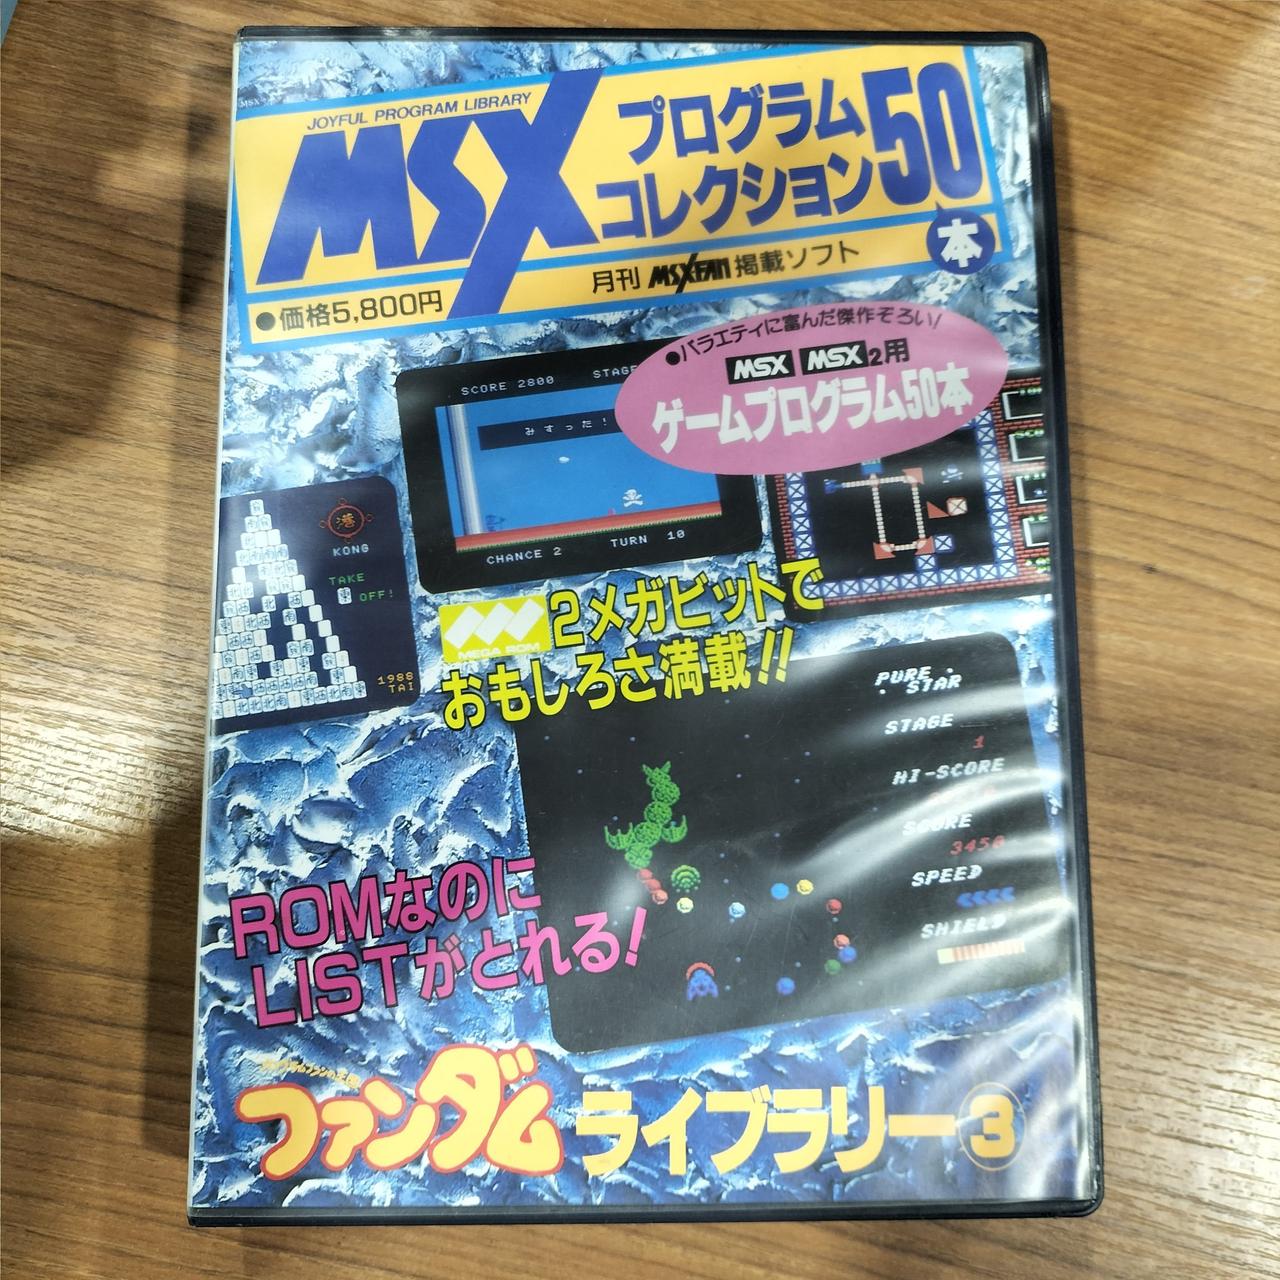 MSX
JOYFUL PROGRAM LIBRARY
MSX
プログラム
コレクション50
本
月刊 MSX・FAN 掲載ソフト
●価格5,800円
●バラエティに富んだ傑作ぞろい!
MSX MSX2用
ゲームプログラム50本
SCORE 2800 STAGE
みすった!
CHANCE 2 TURN 10
港
KONG
TAKE
OFF!
1988
TAI
MEGA ROM
2メガビットで
おもしろさ満載!!
PURE
STAR
STAGE
1
HI-SCORE
SCORE
3450
SPEED
SHIELD
ROMなのに
LISTがとれる!
ファンダム
ライブラリー③